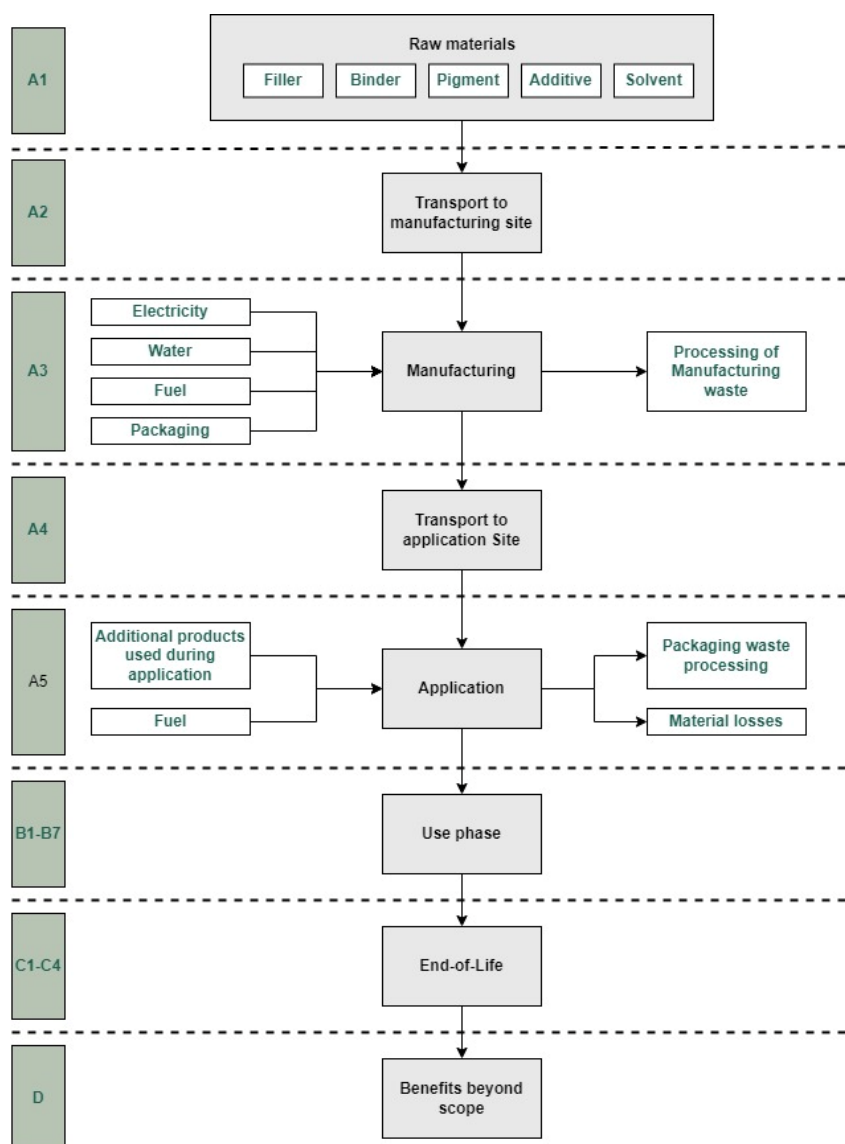 A1
Raw materials
Filler
Binder
Pigment
Additive
Solvent
A2
Transport to
manufacturing site
A3
Electricity
Water
Fuel
Packaging
Manufacturing
Processing of
Manufacturing
waste
A4
Transport to
application Site
A5
Additional products
used during
application
Fuel
Application
Packaging waste
processing
Material losses
B1-B7
Use phase
C1-C4
End-of-Life
D
Benefits beyond
scope